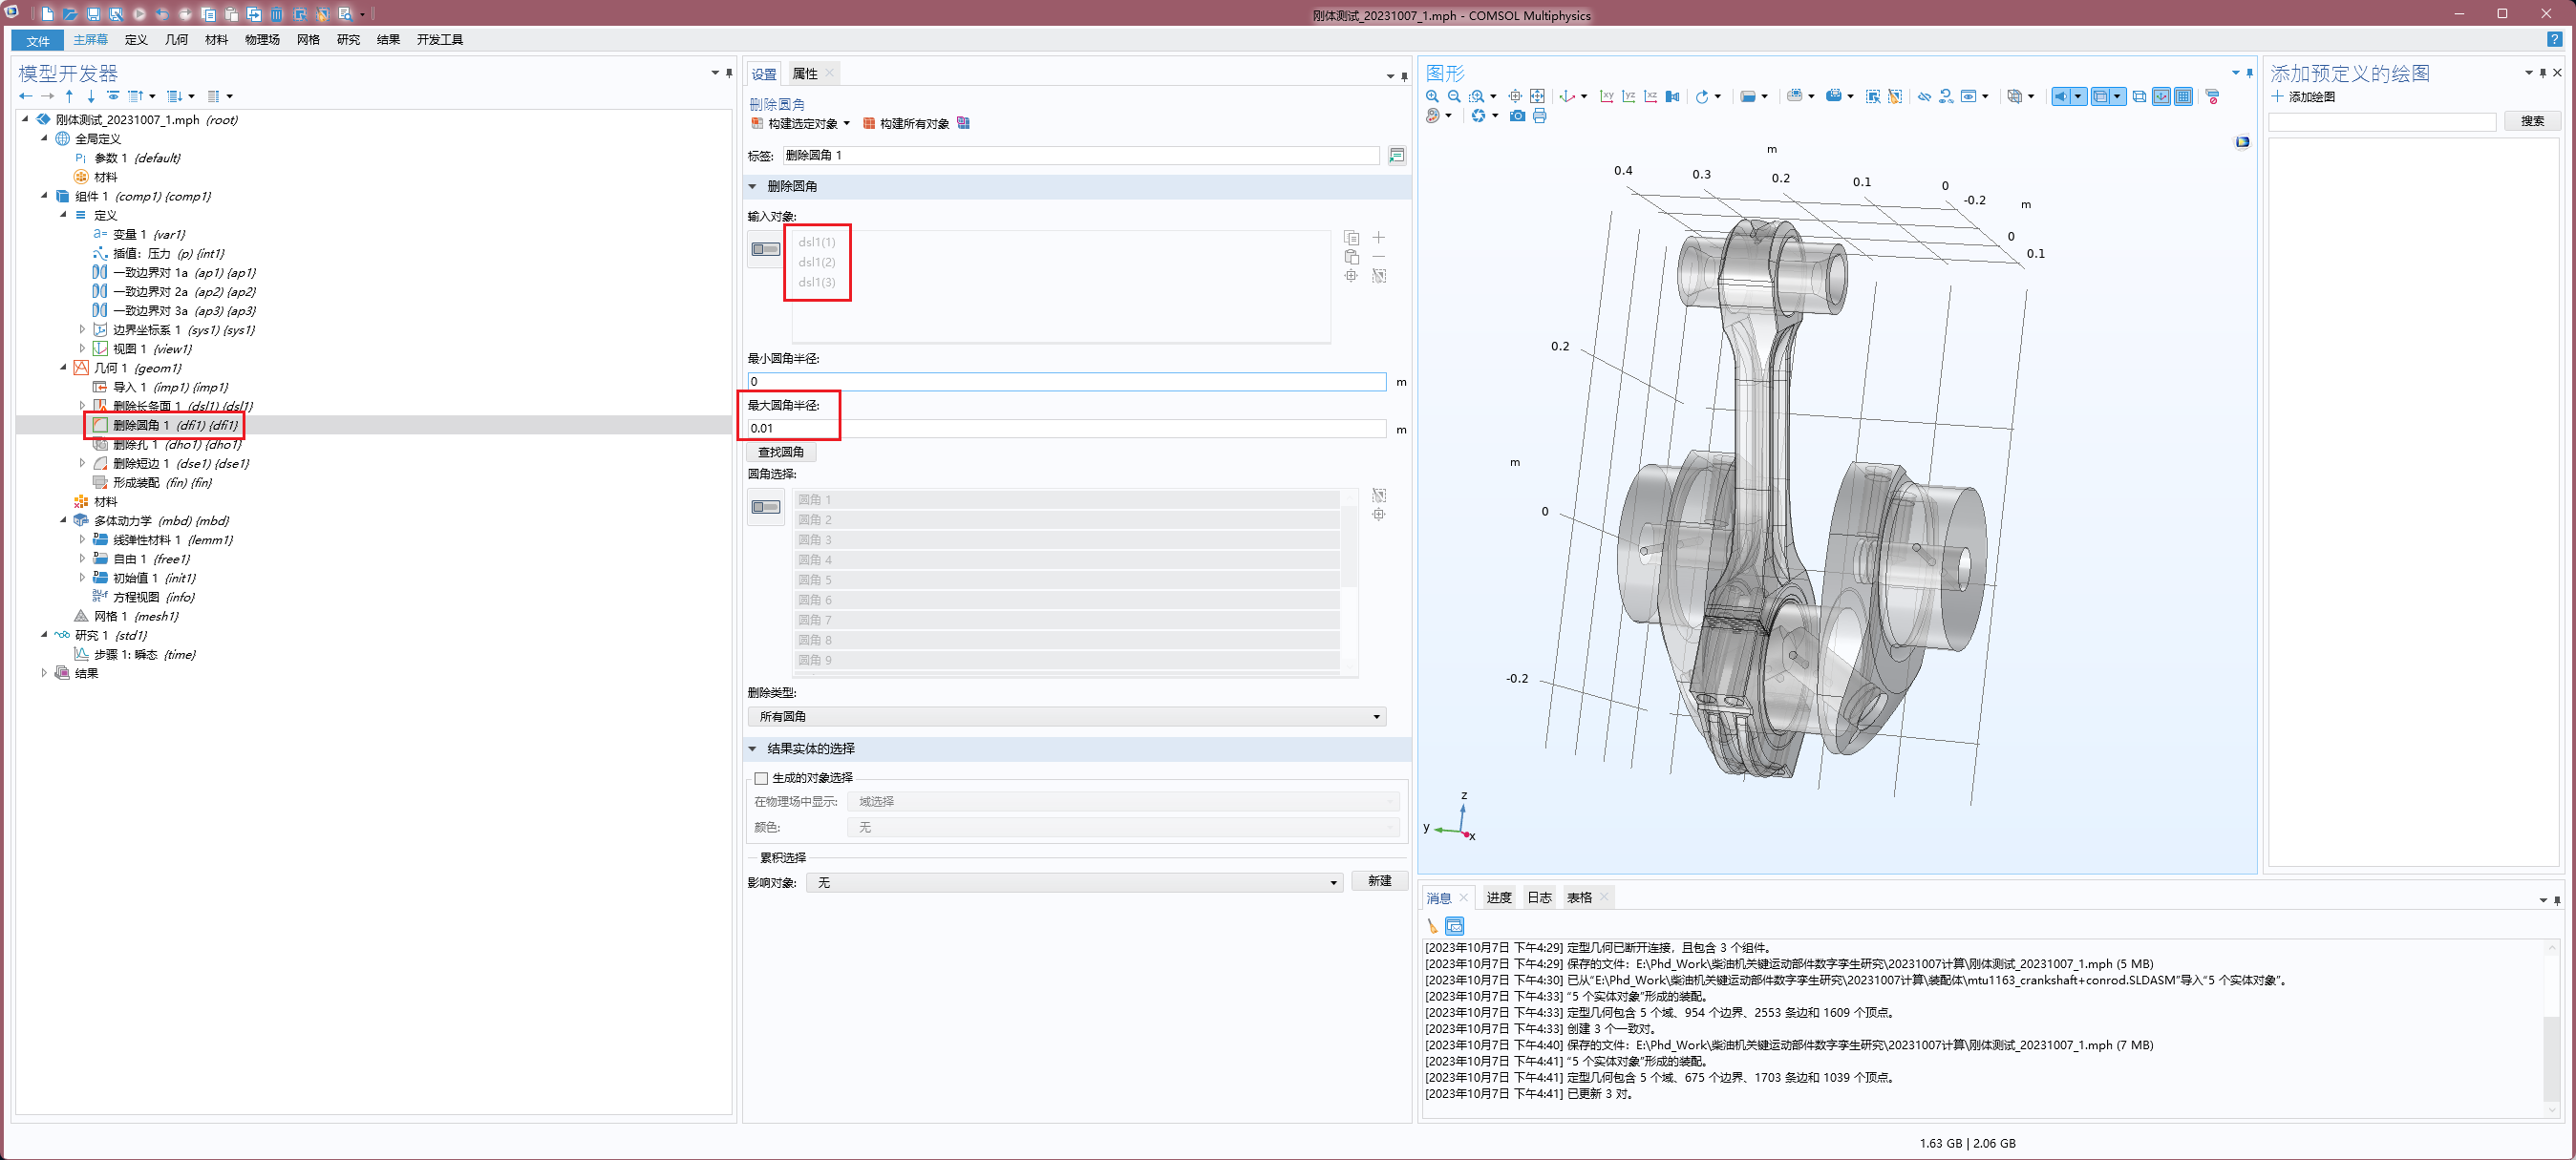 刚体测试_20231007_1.mph - COMSOL Multiphysics
文件 主屏幕 定义 几何 材料 物理场 网格 研究 结果 开发工具
模型开发器
刚体测试_20231007_1.mph (root)
全局定义
Pi 参数 1 (default)
材料
组件 1 (comp1) {comp1}
定义
a= 变量 1 {var1}
插值: 压力 (p) {int1}
一致边界对 1a (ap1) {ap1}
一致边界对 2a (ap2) {ap2}
一致边界对 3a (ap3) {ap3}
边界坐标系 1 (sys1) {sys1}
视图 1 {view1}
几何 1 {geom1}
导入 1 (imp1) {imp1}
删除长条面 1 (dsl1) {dsl1}
删除圆角 1 (dfi1) {dfi1}
删除孔 1 (dho1) {dho1}
删除短边 1 (dse1) {dse1}
形成装配 (fin) {fin}
材料
多体动力学 (mbd) {mbd}
线弹性材料 1 {lemm1}
自由 1 {free1}
初始值 1 {init1}
方程视图 {info}
网格 1 {mesh1}
研究 1 {std1}
步骤 1: 瞬态 {time}
结果
设置 属性
删除圆角
构建选定对象 构建所有对象
标签: 删除圆角 1
删除圆角
输入对象:
dsl1(1)
dsl1(2)
dsl1(3)
最小圆角半径:
0 m
最大圆角半径:
0.01 m
查找圆角
圆角选择:
圆角 1
圆角 2
圆角 3
圆角 4
圆角 5
圆角 6
圆角 7
圆角 8
圆角 9
删除类型:
所有圆角
结果实体的选择
生成的对象选择
在物理场中显示: 域选择
颜色: 无
累积选择
影响对象: 无 新建
图形
m
0.4 0.3 0.2 0.1 0
-0.2
m
0
0.1
0.2
m
0
-0.2
z
y
x
添加预定义的绘图
添加绘图
搜索
消息 进度 日志 表格
[2023年10月7日 下午4:29] 定型几何已断开连接，且包含 3 个组件。
[2023年10月7日 下午4:29] 保存的文件: E:\Phd_Work\柴油机关键运动部件数字孪生研究\20231007计算\刚体测试_20231007_1.mph (5 MB)
[2023年10月7日 下午4:30] 已从“E:\Phd_Work\柴油机关键运动部件数字孪生研究\20231007计算\装配体\mtu1163_crankshaft+conrod.SLDASM”导入“5 个实体对象”。
[2023年10月7日 下午4:33] “5 个实体对象”形成的装配。
[2023年10月7日 下午4:33] 定型几何包含 5 个域、954 个边界、2553 条边和 1609 个顶点。
[2023年10月7日 下午4:33] 创建 3 个一致对。
[2023年10月7日 下午4:40] 保存的文件: E:\Phd_Work\柴油机关键运动部件数字孪生研究\20231007计算\刚体测试_20231007_1.mph (7 MB)
[2023年10月7日 下午4:41] “5 个实体对象”形成的装配。
[2023年10月7日 下午4:41] 定型几何包含 5 个域、675 个边界、1703 条边和 1039 个顶点。
[2023年10月7日 下午4:41] 已更新 3 对。
1.63 GB | 2.06 GB